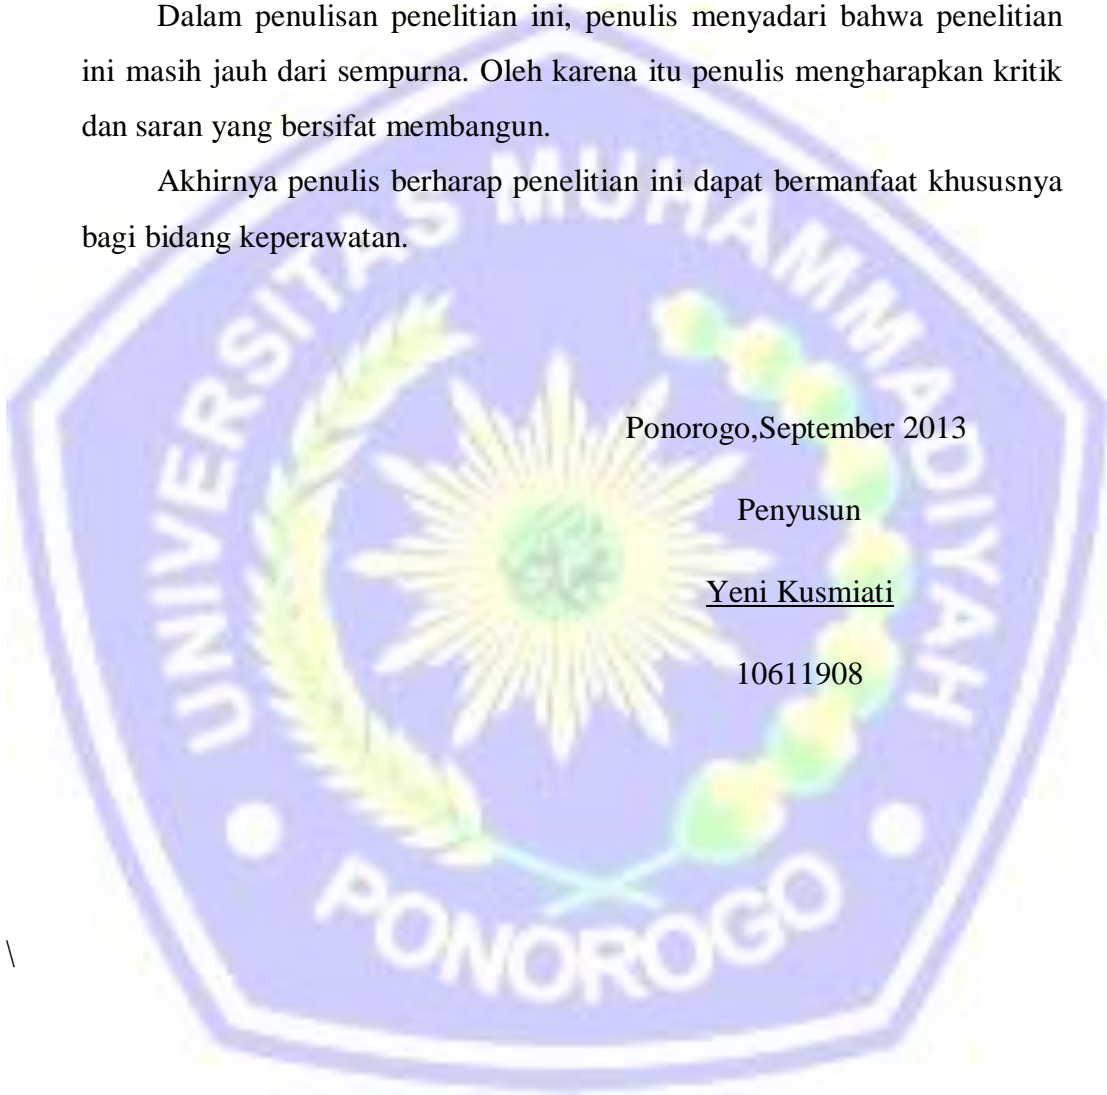 Dalam penulisan penelitian ini, penulis menyadari bahwa penelitian
ini masih jauh dari sempurna. Oleh karena itu penulis mengharapkan kritik
dan saran yang bersifat membangun.
Akhirnya penulis berharap penelitian ini dapat bermanfaat khususnya
bagi bidang keperawatan.
UNIVERSITAS MUHAMMADIYAH
Ponorogo,September 2013
Penyusun
Yeni Kusmiati
10611908
PONOROGO
\